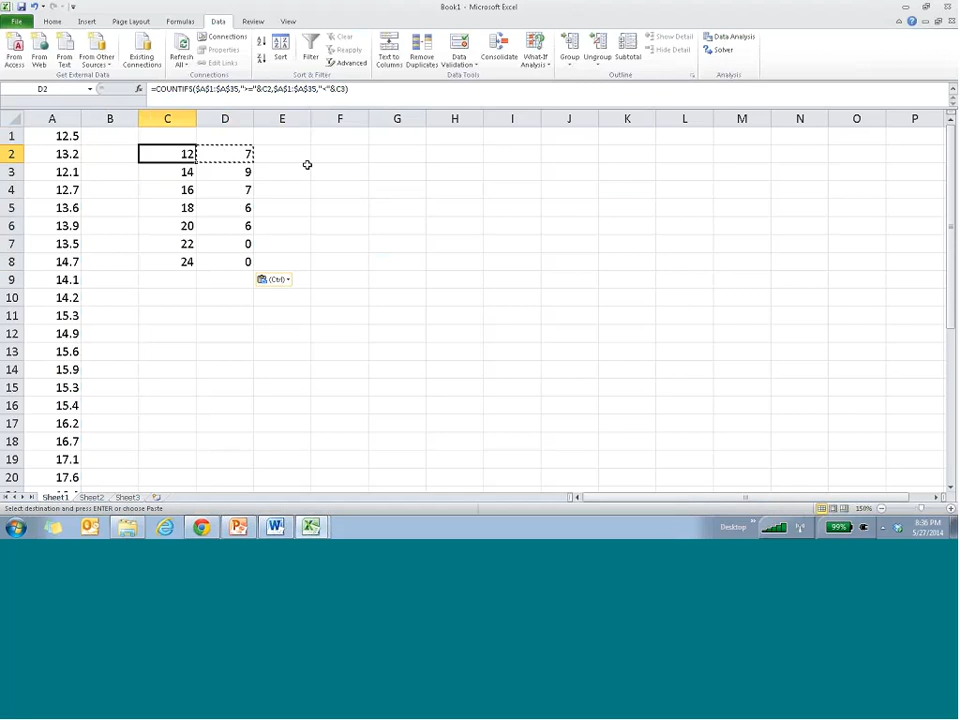 Book1 - Microsoft Excel
File Home Insert Page Layout Formulas Data Review View
From Access From Web From Text From Other Sources Existing Connections Refresh All Connections Properties Edit Links Sort Filter Clear Reapply Advanced Text to Columns Remove Duplicates Data Validation Consolidate What-If Analysis Group Ungroup Subtotal Show Detail Hide Detail Data Analysis Solver
Get External Data Connections Sort & Filter Data Tools Outline Analysis
D2 fx =COUNTIFS($A$1:$A$35,">="&C2,$A$1:$A$35,"<"&C3)
A B C D E F G H I J K L M N O P
1 12.5
2 13.2 12 7
3 12.1 14 9
4 12.7 16 7
5 13.6 18 6
6 13.9 20 6
7 13.5 22 0
8 14.7 24 0
9 14.1 (Ctrl)
10 14.2
11 15.3
12 14.9
13 15.6
14 15.9
15 15.3
16 15.4
17 16.2
18 16.7
19 17.1
20 17.6
Sheet1 Sheet2 Sheet3
Select destination and press ENTER or choose Paste 150%
Desktop 99% 8:36 PM
5/27/2014